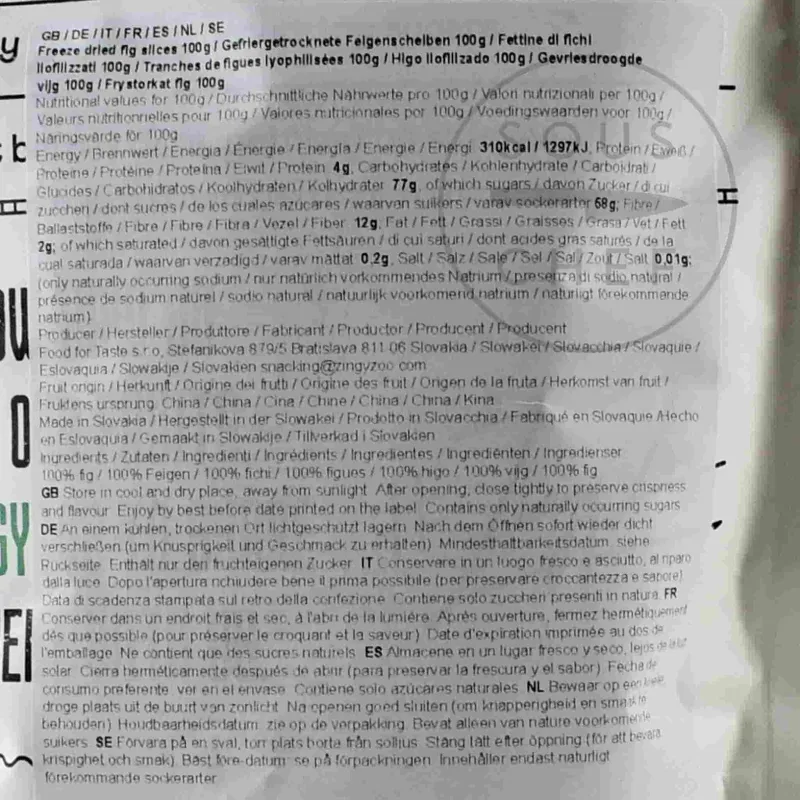 GB / DE / IT / FR / ES / NL / SE
Freeze dried fig slices 100g / Gefriergetrocknete Feigenscheiben 100g / Fettine di fichi
liofilizzati 100g / Tranches de figues lyophilisées 100g / Higo liofilizado 100g / Gevriesdroogde
vijg 100g / Frystorkat fig 100g
Nutritional values for 100g / Durchschnittliche Nährwerte pro 100g / Valori nutrizionali per 100g /
Valeurs nutritionnelles pour 100g / Valores nutricionales por 100g / Voedingswaarden voor 100g /
Näringsvärde för 100g
Energy / Brennwert / Energia / Énergie / Energía / Energie / Energi 310kcal / 1297kJ, Protein / Eiweiß /
Proteine / Protéine / Proteína / Eiwit / Protein 4g, Carbohydrates / Kohlenhydrate / Carboidrati /
Glucides / Carbohidratos / Koolhydraten / Kolhydrater 77g, of which sugars / davon Zucker / di cui
zuccheri / dont sucres / de los cuales azúcares / waarvan suikers / varav sockerarter 68g; Fibre /
Ballaststoffe / Fibre / Fibre / Fibra / Vezel / Fiber 12g, Fat / Fett / Grassi / Graisses / Grasa / Vet / Fett
2g; of which saturated / davon gesättigte Fettsäuren / di cui saturi / dont acides gras saturés / de la
cual saturada / waarvan verzadigd / varav mättat 0,2g, Salt / Salz / Sale / Sel / Sal / Zout / Salt 0,01g;
(only naturally occurring sodium / nur natürlich vorkommendes Natrium / presenza di sodio natural /
présence de sodium naturel / sodio natural / natuurlijk voorkomend natrium / naturligt förekommande
natrium)
Producer / Hersteller / Produttore / Fabricant / Productor / Producent / Producent
Food for Taste s.r.o, Stefanikova 879/5 Bratislava 811 06 Slovakia / Slowakei / Slovacchia / Slovaquie /
Eslovaquia / Slowakije / Slovakien snacking@zingyzoo.com
Fruit origin / Herkunft / Origine dei frutti / Origine des fruit / Origen de la fruta / Herkomst van fruit /
Fruktens ursprung: China / China / Cina / Chine / China / China / Kina
Made in Slovakia / Hergestellt in der Slowakei / Prodotto in Slovacchia / Fabriqué en Slovaquie / Hecho
en Eslovaquia / Gemaakt in Slowakije / Tillverkad i Slovakien
Ingredients / Zutaten / Ingredienti / Ingrédients / Ingredientes / Ingrediënten / Ingredienser
100% fig / 100% Feigen / 100% fichi / 100% figues / 100% higo / 100% vijg / 100% fig
GB Store in cool and dry place, away from sunlight. After opening, close tightly to preserve crispness
and flavour. Enjoy by best before date printed on the label. Contains only naturally occurring sugars
DE An einem kühlen, trockenen Ort lichtgeschützt lagern. Nach dem Öffnen sofort wieder dicht
verschließen (um Knusprigkeit und Geschmack zu erhalten). Mindesthaltbarkeitsdatum: siehe
Rückseite. Enthält nur den fruchteigenen Zucker. IT Conservare in un luogo fresco e asciutto, al riparo
dalla luce. Dopo l'apertura richiudere bene il prima possibile (per preservare croccantezza e sapore)
Data di scadenza stampata sul retro della confezione. Contiene solo zuccheri presenti in natura. FR
Conserver dans un endroit frais et sec, à l'abri de la lumière. Après ouverture, fermez hermétiquement
dès que possible (pour préserver le croquant et la saveur). Date d'expiration imprimée au dos de
l'emballage. Ne contient que des sucres naturels. ES Almacene en un lugar fresco y seco, lejos de la luz
solar. Cierra herméticamente después de abrir (para preservar la frescura y el sabor). Fecha de
consumo preferente: ver en el envase. Contiene solo azúcares naturales. NL Bewaar op een koele,
droge plaats uit de buurt van zonlicht. Na openen goed sluiten (om knapperigheid en smaak te
behouden). Houdbaarheidsdatum: zie op de verpakking. Bevat alleen van nature voorkomende
suikers. SE Förvara på en sval, torr plats borta från solljus. Stäng tätt efter öppning (för att bevara
krispighet och smak). Bäst före-datum: se på förpackningen. Innehåller endast naturligt
förekommande sockerarter